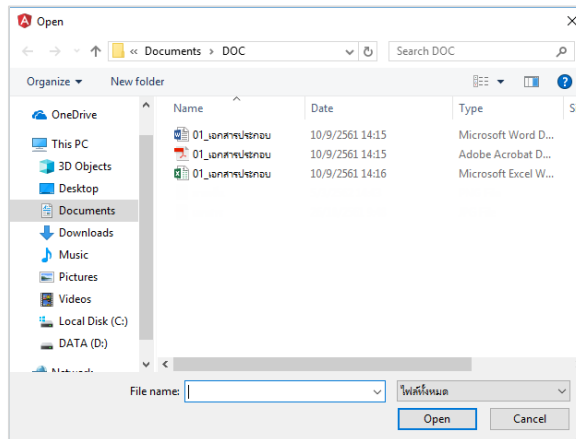 Open
« Documents › DOC
Search DOC
Organize
New folder
Name
Date
Type
S
01_เอกสารประกอบ 10/9/2561 14:15 Microsoft Word D...
01_เอกสารประกอบ 10/9/2561 14:15 Adobe Acrobat D...
01_เอกสารประกอบ 10/9/2561 14:16 Microsoft Excel W...
OneDrive
This PC
3D Objects
Desktop
Documents
Downloads
Music
Pictures
Videos
Local Disk (C:)
DATA (D:)
Network
File name:
ไฟล์ทั้งหมด
Open
Cancel